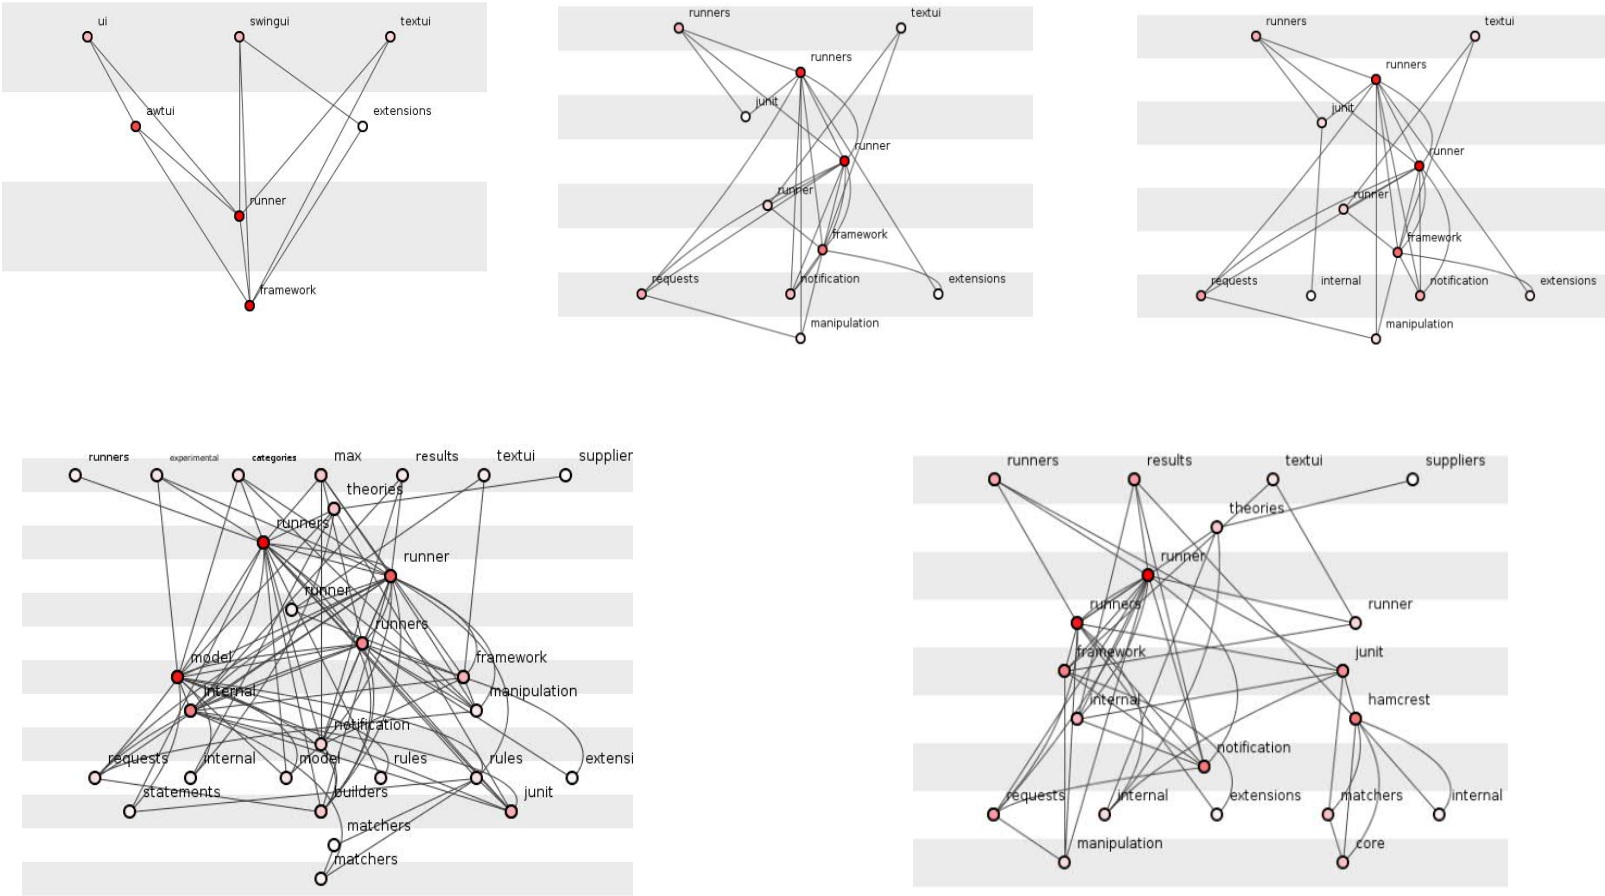 ui swingui textui
awtui extensions
runner
framework
runners textui
runners
junit
runner
runner
framework
requests notification extensions
manipulation
runners textui
runners
junit
runner
runner
framework
requests internal notification extensions
manipulation
runners experimental categories max results textui supplier
theories
runners
runner
runner
runners
model framework
internal manipulation
notification
requests internal model rules rules extensi
statements builders junit
matchers
matchers
runners results textui suppliers
theories
runner
runners runner
framework junit
internal hamcrest
notification
requests internal extensions matchers internal
manipulation core